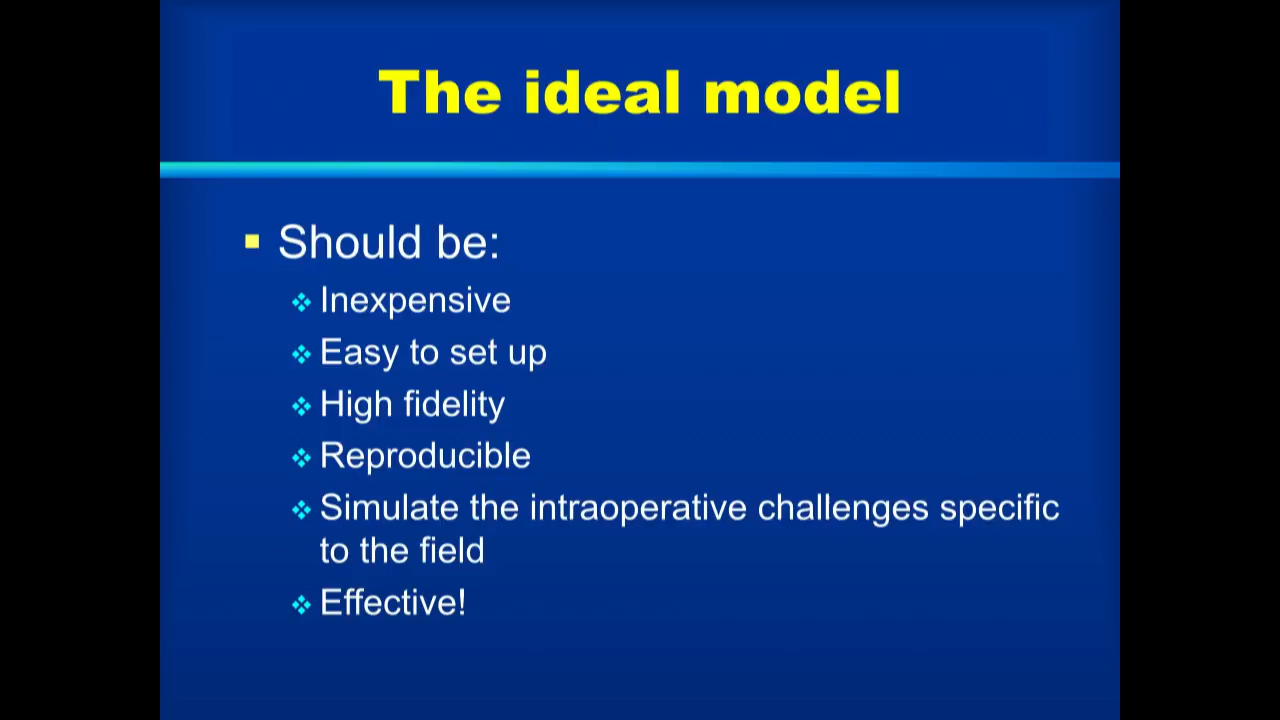 The ideal model
Should be:
Inexpensive
Easy to set up
High fidelity
Reproducible
Simulate the intraoperative challenges specific
to the field
Effective!